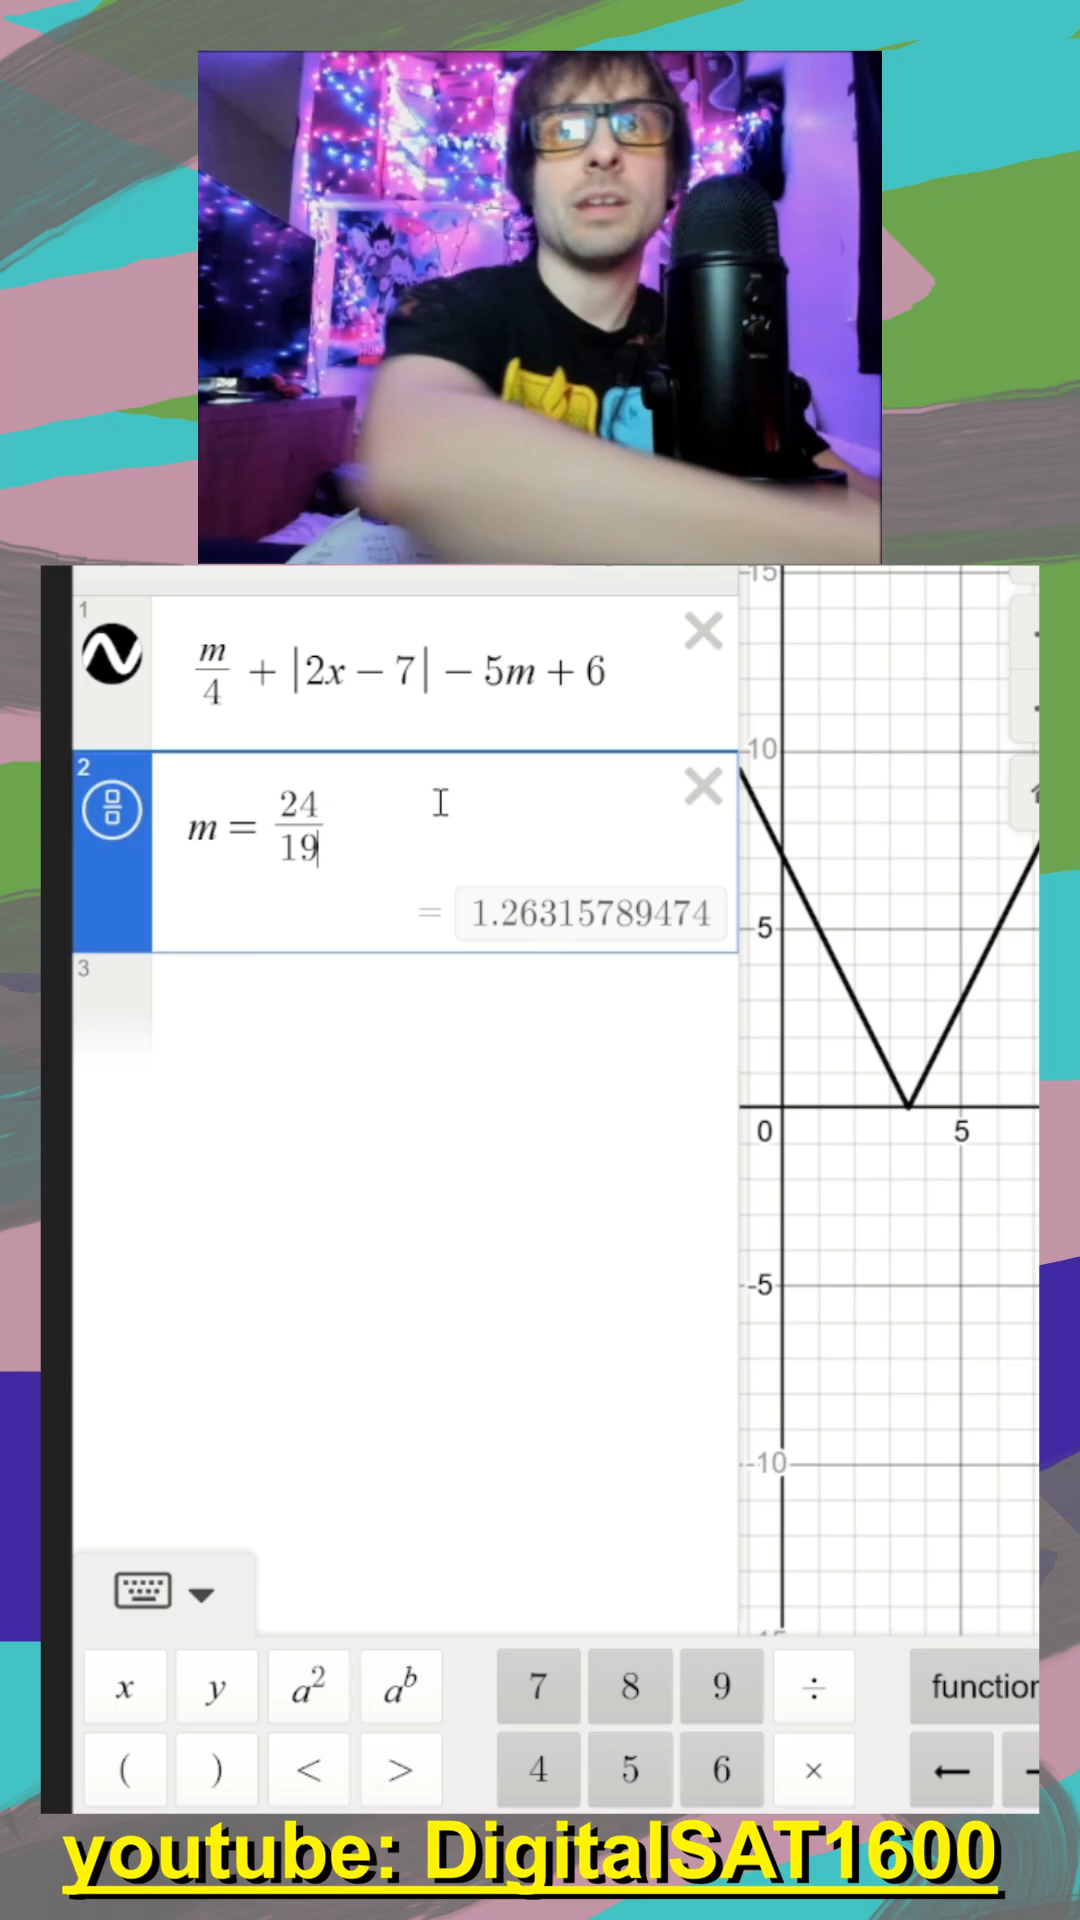 1
m/4 + |2x − 7| − 5m + 6
2
m = 24/19
= 1.26315789474
3
15
10
5
0
5
-5
-10
x y a² aᵇ 7 8 9 ÷
( ) < > 4 5 6 ×
youtube: DigitalSAT1600